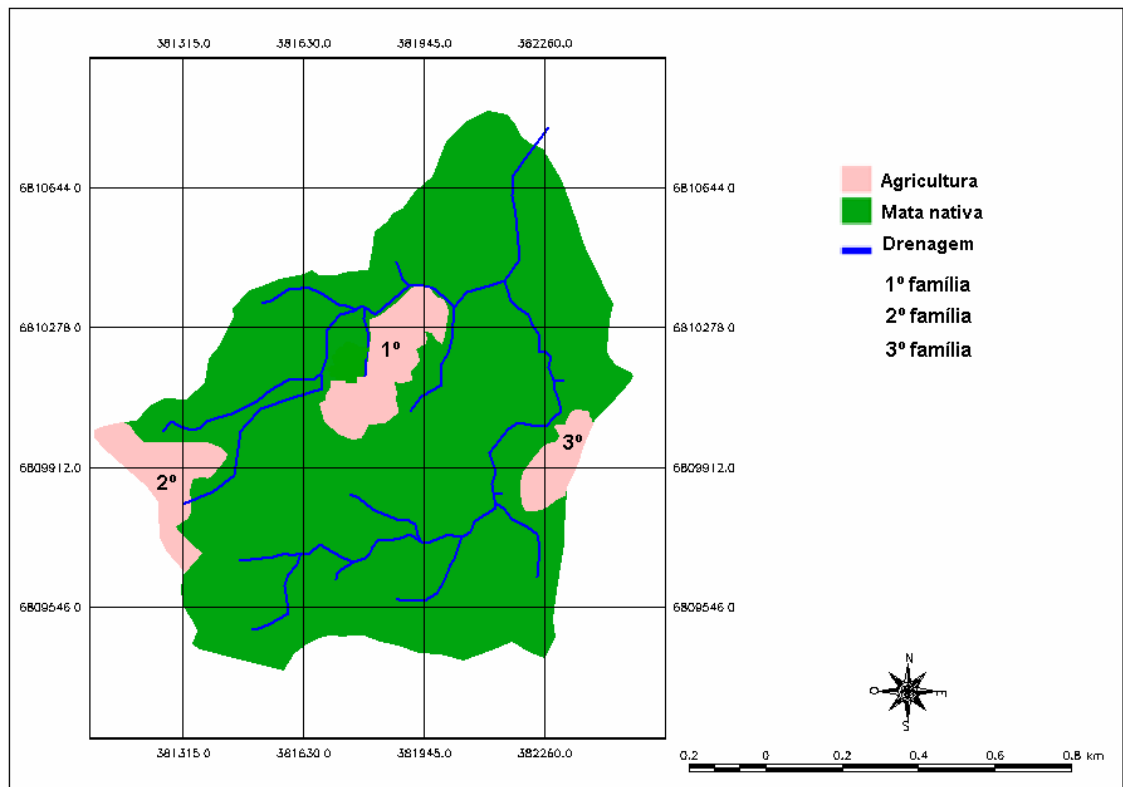 381315.0 381630.0 381945.0 382260.0
6810644.0 6810644.0
Agricultura
Mata nativa
Drenagem
1º família
6810278.0 6810278.0
2º família
1º
3º família
3º
6809912.0 6809912.0
2º
6809546.0 6809546.0
N
O E
S
381315.0 381630.0 381945.0 382260.0
0.2 0 0.2 0.4 0.6 0.8 km